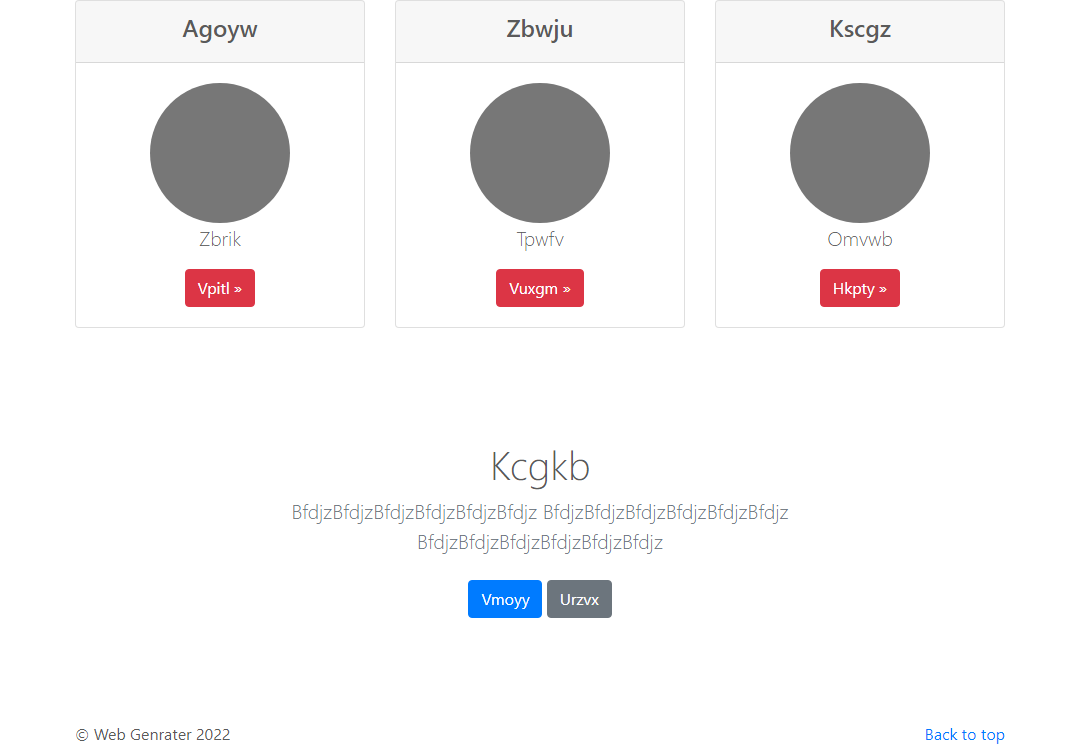 Agoyw
Zbwju
Kscgz
Zbrik
Tpwfv
Omvwb
Vpitl »
Vuxgm »
Hkpty »
Kcgkb
BfdjzBfdjzBfdjzBfdjzBfdjzBfdjz BfdjzBfdjzBfdjzBfdjzBfdjzBfdjz
BfdjzBfdjzBfdjzBfdjzBfdjzBfdjz
Vmoyy Urzvx
© Web Genrater 2022
Back to top